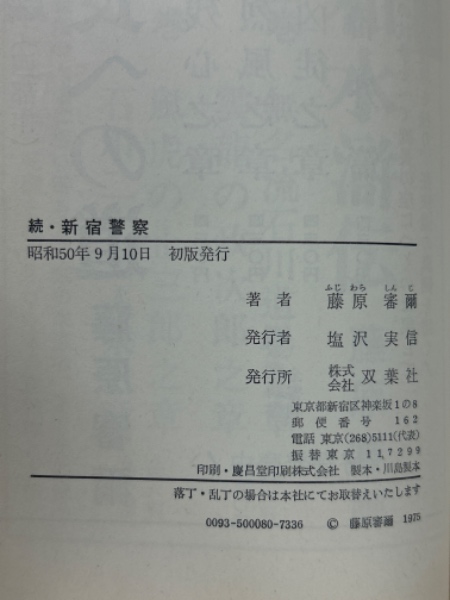 続・新宿警察
昭和50年9月10日　初版発行
ふじ わら しん じ
著者　藤原審爾
発行者　塩沢実信
発行所　株式会社 双葉社
東京都新宿区神楽坂1の8
郵便番号 162
電話 東京(268)5111(代表)
振替東京 11,7299
印刷・慶昌堂印刷株式会社　製本・川島製本
落丁・乱丁の場合は本社にてお取替えいたします
0093-500080-7336　© 1975